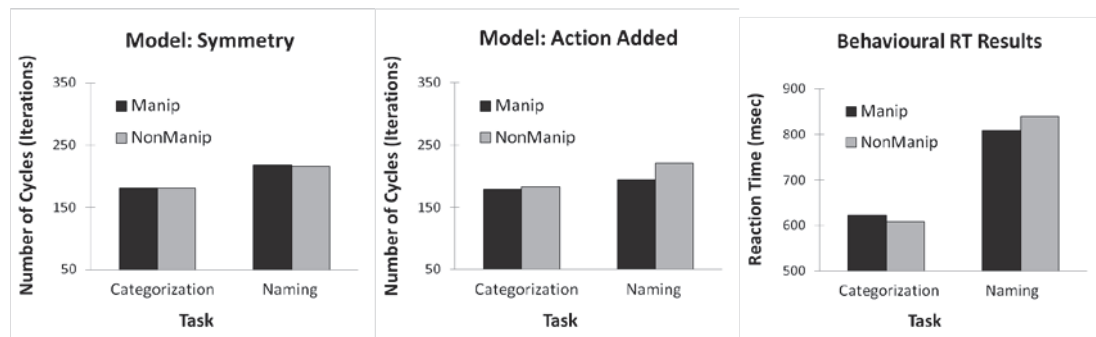 Model: Symmetry
Number of Cycles (Iterations)
350
250
150
50
Manip
NonManip
Categorization
Naming
Task
Model: Action Added
Number of Cycles (Iterations)
350
250
150
50
Manip
NonManip
Categorization
Naming
Task
Behavioural RT Results
Reaction Time (msec)
900
800
700
600
500
Manip
NonManip
Categorization
Naming
Task